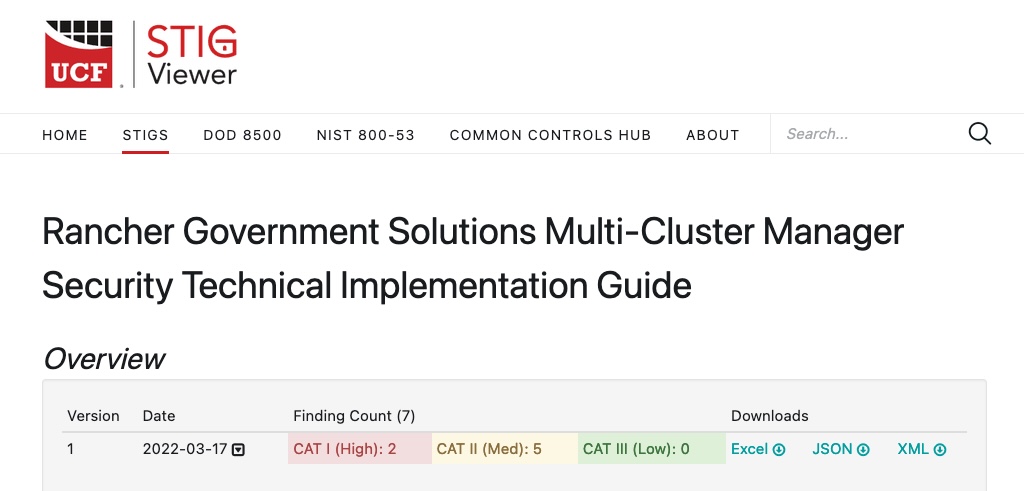 UCF
STIG
Viewer
HOME STIGS DOD 8500 NIST 800-53 COMMON CONTROLS HUB ABOUT Search...
Rancher Government Solutions Multi-Cluster Manager
Security Technical Implementation Guide
Overview
Version Date Finding Count (7) Downloads
1 2022-03-17 CAT I (High): 2 CAT II (Med): 5 CAT III (Low): 0 Excel JSON XML